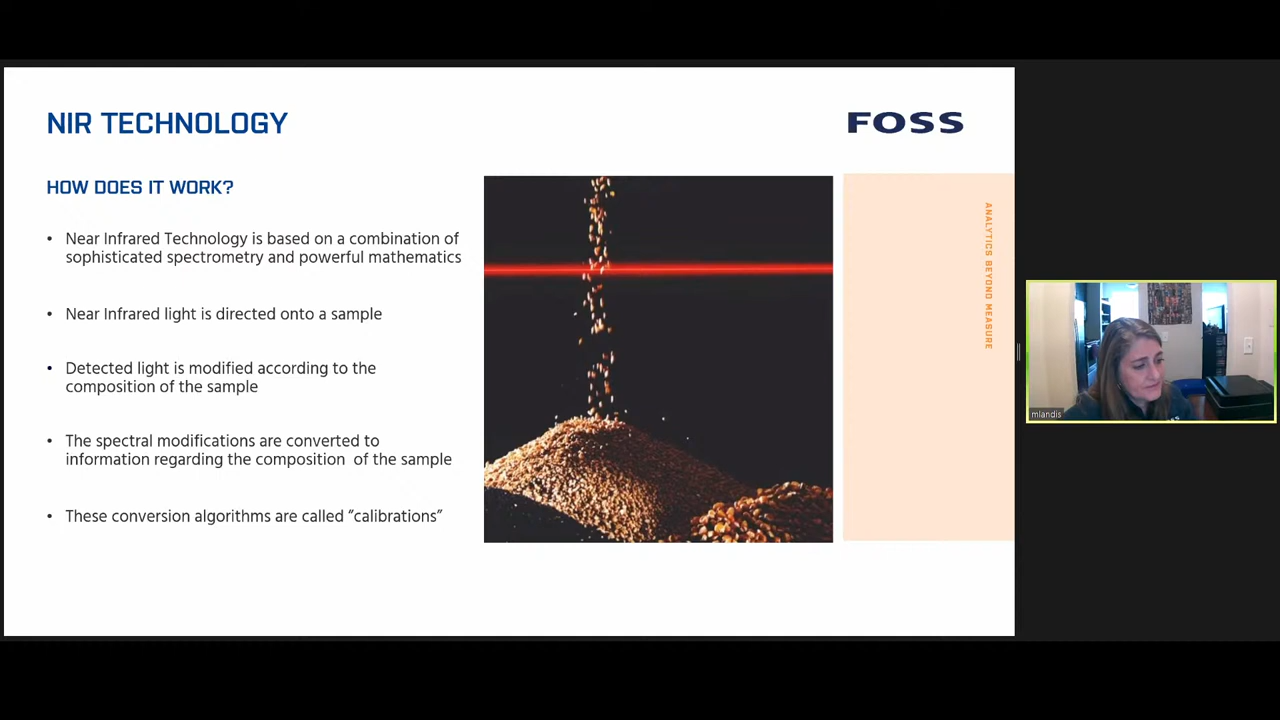 NIR TECHNOLOGY
FOSS
HOW DOES IT WORK?
• Near Infrared Technology is based on a combination of
sophisticated spectrometry and powerful mathematics
• Near Infrared light is directed onto a sample
• Detected light is modified according to the
composition of the sample
• The spectral modifications are converted to
information regarding the composition of the sample
• These conversion algorithms are called “calibrations”
ANALYTICS BEYOND MEASURE
mlandis